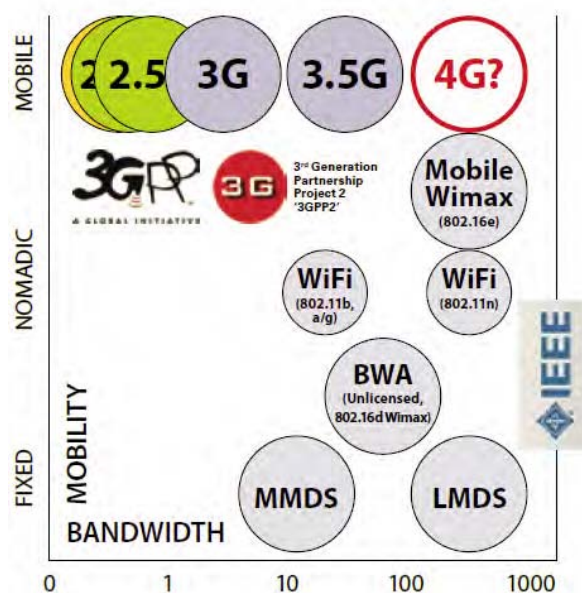 MOBILE
2
2.5
3G
3.5G
4G?
3GPP
A GLOBAL INITIATIVE
3G
3rd Generation
Partnership
Project 2
'3GPP2'
Mobile
Wimax
(802.16e)
NOMADIC
WiFi
(802.11b,
a/g)
WiFi
(802.11n)
IEEE
BWA
(Unlicensed,
802.16d Wimax)
FIXED
MOBILITY
MMDS
LMDS
BANDWIDTH
0 1 10 100 1000